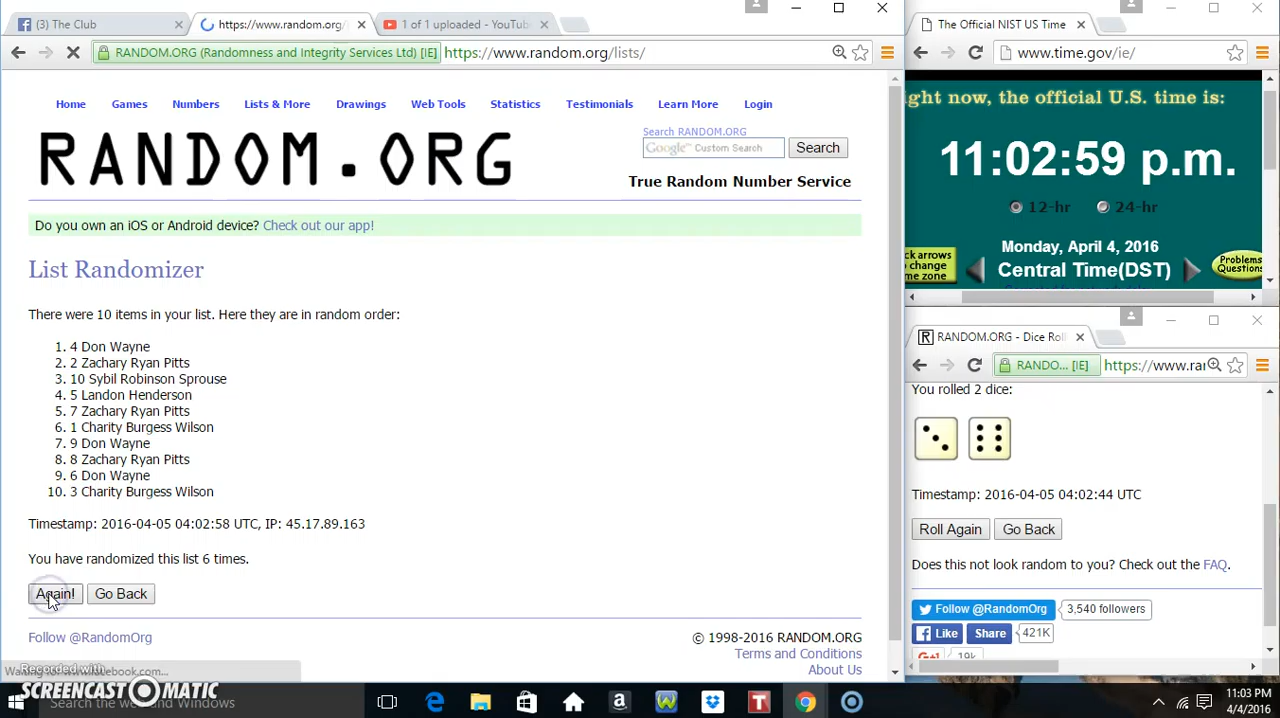 (3) The Club
https://www.random.org/
1 of 1 uploaded - YouTub
RANDOM.ORG (Randomness and Integrity Services Ltd) [IE]
https://www.random.org/lists/
Home
Games
Numbers
Lists & More
Drawings
Web Tools
Statistics
Testimonials
Learn More
Login
RANDOM.ORG
Search RANDOM.ORG
Google™ Custom Search
Search
True Random Number Service
Do you own an iOS or Android device? Check out our app!
List Randomizer
There were 10 items in your list. Here they are in random order:
1. 4 Don Wayne
2. 2 Zachary Ryan Pitts
3. 10 Sybil Robinson Sprouse
4. 5 Landon Henderson
5. 7 Zachary Ryan Pitts
6. 1 Charity Burgess Wilson
7. 9 Don Wayne
8. 8 Zachary Ryan Pitts
9. 6 Don Wayne
10. 3 Charity Burgess Wilson
Timestamp: 2016-04-05 04:02:58 UTC, IP: 45.17.89.163
You have randomized this list 6 times.
Again!
Go Back
Follow @RandomOrg
© 1998-2016 RANDOM.ORG
Terms and Conditions
About Us
The Official NIST US Time
www.time.gov/ie/
ght now, the official U.S. time is:
11:02:59 p.m.
12-hr
24-hr
Monday, April 4, 2016
Central Time(DST)
ck arrows
o change
me zone
Problems
Questions
RANDOM.ORG - Dice Rol
RANDO... [IE]
https://www.rai
You rolled 2 dice:
Timestamp: 2016-04-05 04:02:44 UTC
Roll Again
Go Back
Does this not look random to you? Check out the FAQ.
Follow @RandomOrg
3,540 followers
Like
Share
421K
G+1
19k
Recorded with
SCREENCAST-O-MATIC
Search the web and Windows
11:03 PM
4/4/2016